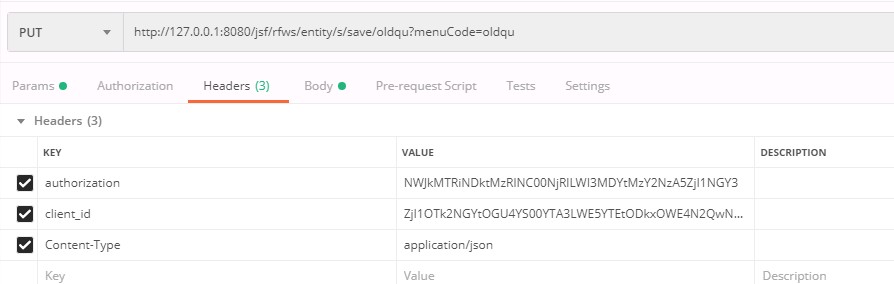 PUT http://127.0.0.1:8080/jsf/rfws/entity/s/save/oldqu?menuCode=oldqu
Params Authorization Headers (3) Body Pre-request Script Tests Settings
Headers (3)
KEY VALUE DESCRIPTION
authorization NWJkMTRiNDktMzRlNC00NjRlLWI3MDYtMzY2NzA5ZjI1NGY3
client_id ZjI1OTk2NGYtOGU4YS00YTA3LWE5YTEtODkxOWE4N2QwN...
Content-Type application/json
Key Value Description